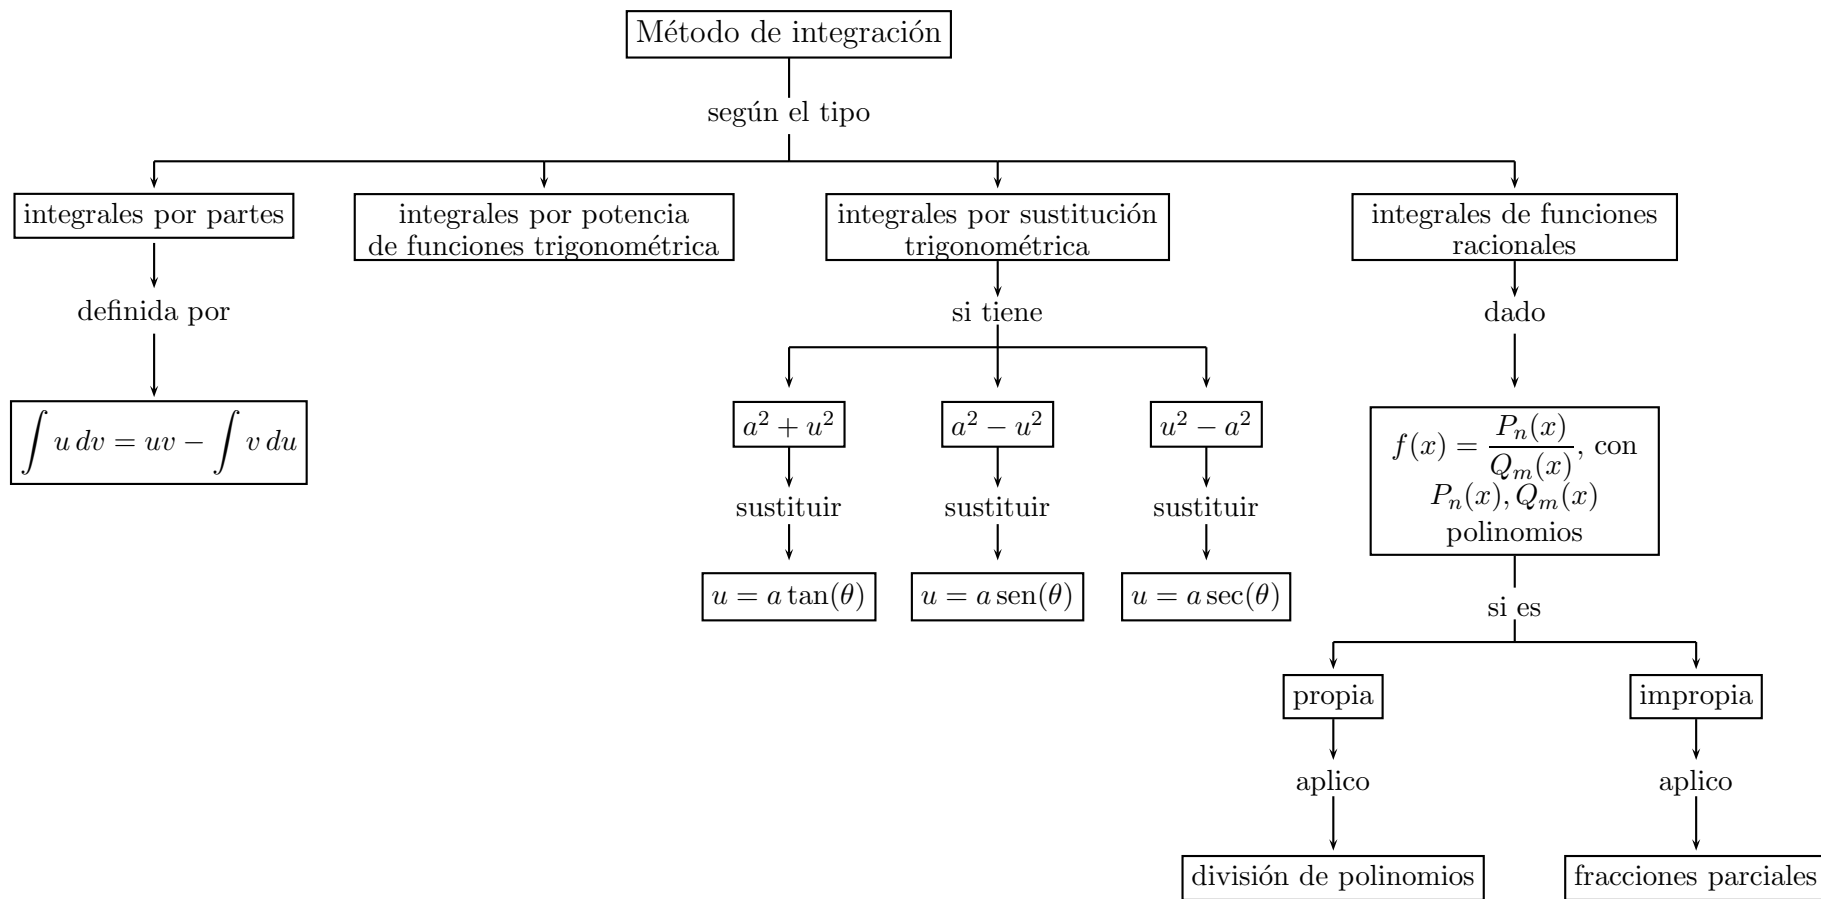 Método de integración
según el tipo
integrales por partes
integrales por potencia
de funciones trigonométrica
integrales por sustitución
trigonométrica
integrales de funciones
racionales
definida por
si tiene
dado
∫ u dv = uv − ∫ v du
a² + u²
a² − u²
u² − a²
f(x) = Pₙ(x)/Qₘ(x), con
Pₙ(x), Qₘ(x)
polinomios
sustituir
sustituir
sustituir
u = a tan(θ)
u = a sen(θ)
u = a sec(θ)
si es
propia
impropia
aplico
aplico
división de polinomios
fracciones parciales